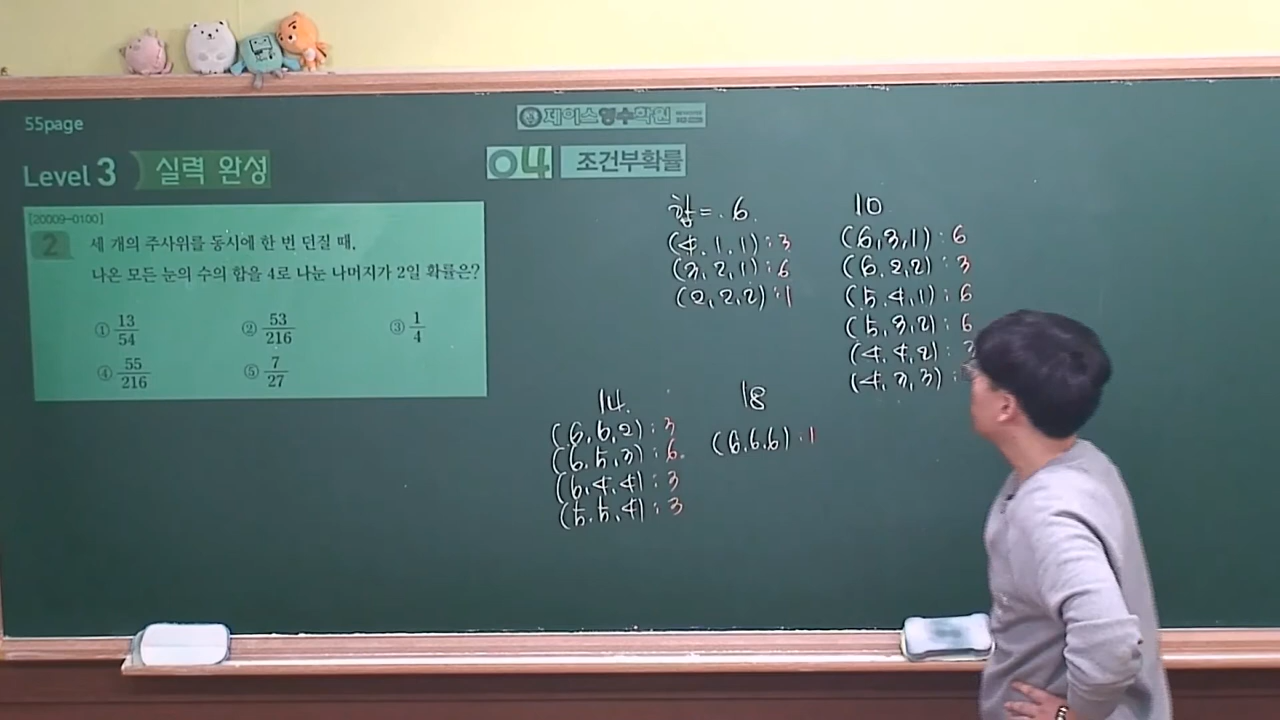 55page
제이스영수학원
Level 3 실력 완성
04 조건부확률
[20009-0100]
2 세 개의 주사위를 동시에 한 번 던질 때,
나온 모든 눈의 수의 합을 4로 나눈 나머지가 2일 확률은?
① 13/54 ② 53/216 ③ 1/4
④ 55/216 ⑤ 7/27
합 = . 6.
(4, 1, 1) : 3
(3, 2, 1) : 6
(2, 2, 2) : 1
10
(6, 3, 1) : 6
(6, 2, 2) : 3
(5, 4, 1) : 6
(5, 3, 2) : 6
(4, 4, 2) : 3
(4, 3, 3) :
14.
(6, 6, 2) : 3
(6, 5, 3) : 6.
(6, 4, 4) : 3
(5, 5, 4) : 3
18
(6, 6, 6) : 1